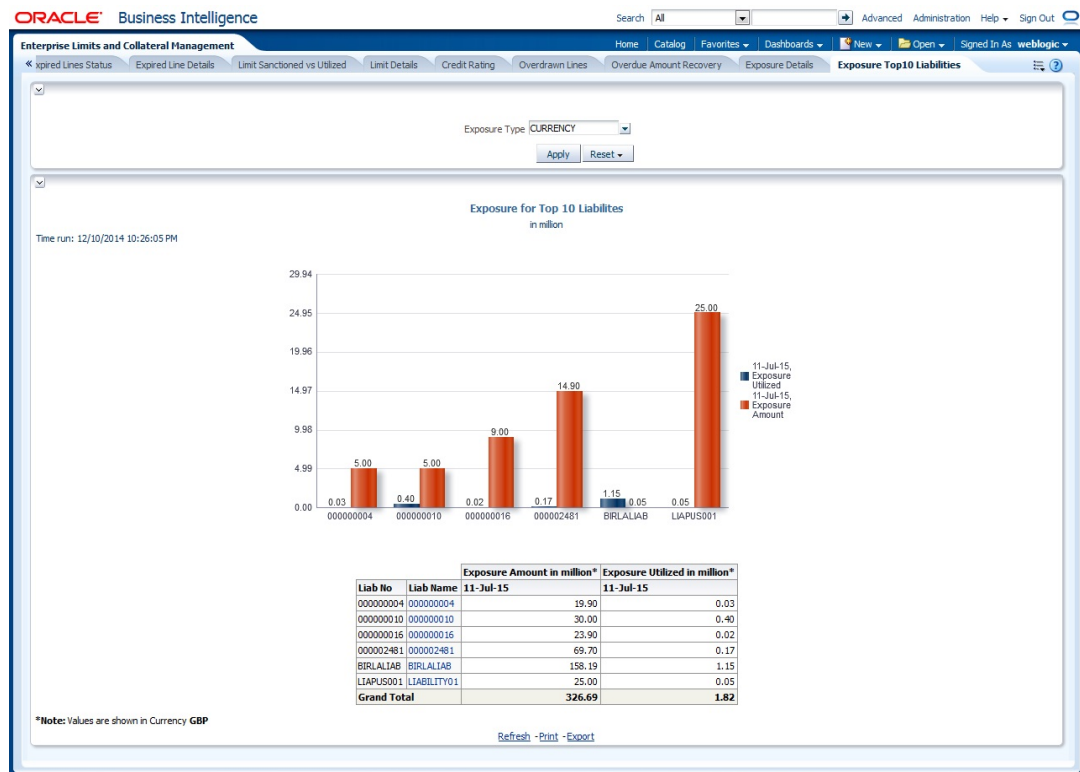 ORACLE Business Intelligence
Search All Advanced Administration Help Sign Out
Enterprise Limits and Collateral Management
Home Catalog Favorites Dashboards New Open Signed In As weblogic
« xpired Lines Status Expired Line Details Limit Sanctioned vs Utilized Limit Details Credit Rating Overdrawn Lines Overdue Amount Recovery Exposure Details Exposure Top10 Liabilities
Exposure Type CURRENCY
Apply Reset
Exposure for Top 10 Liabilites
in million
Time run: 12/10/2014 10:26:05 PM
29.94
24.95
19.96
14.97
9.98
4.99
0.00
0.03 5.00 0.40 5.00 0.02 9.00 0.17 14.90 1.15 0.05 0.05 25.00
000000004 000000010 000000016 000002481 BIRLALIAB LIAPUS001
11-Jul-15,
Exposure
Utilized
11-Jul-15,
Exposure
Amount
Exposure Amount in million* Exposure Utilized in million*
Liab No Liab Name 11-Jul-15 11-Jul-15
000000004 000000004 19.90 0.03
000000010 000000010 30.00 0.40
000000016 000000016 23.90 0.02
000002481 000002481 69.70 0.17
BIRLALIAB BIRLALIAB 158.19 1.15
LIAPUS001 LIABILITY01 25.00 0.05
Grand Total 326.69 1.82
*Note: Values are shown in Currency GBP
Refresh - Print - Export